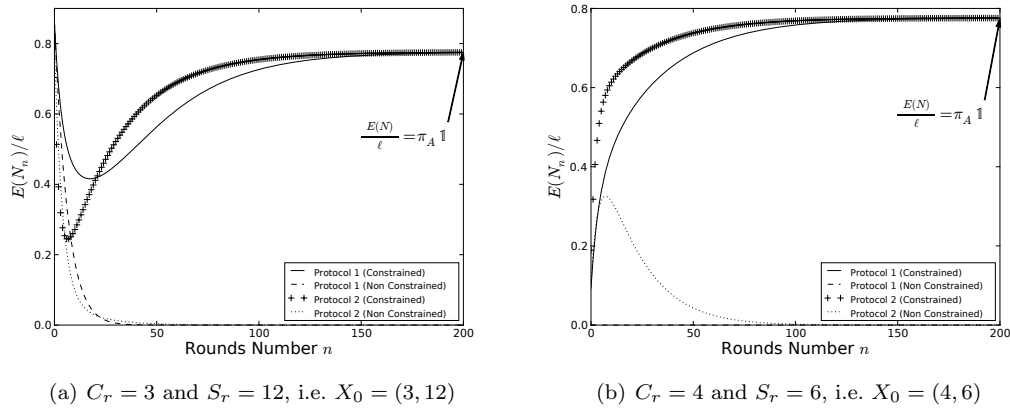 0.8
0.6
0.4
0.2
0.0
E(N_n)/ℓ
0 50 100 150 200
Rounds Number n
E(N)/ℓ = π_A 𝟙
Protocol 1 (Constrained)
Protocol 1 (Non Constrained)
Protocol 2 (Constrained)
Protocol 2 (Non Constrained)
(a) C_r = 3 and S_r = 12, i.e. X_0 = (3, 12)
0.8
0.6
0.4
0.2
0.0
E(N_n)/ℓ
0 50 100 150 200
Rounds Number n
E(N)/ℓ = π_A 𝟙
Protocol 1 (Constrained)
Protocol 1 (Non Constrained)
Protocol 2 (Constrained)
Protocol 2 (Non Constrained)
(b) C_r = 4 and S_r = 6, i.e. X_0 = (4, 6)